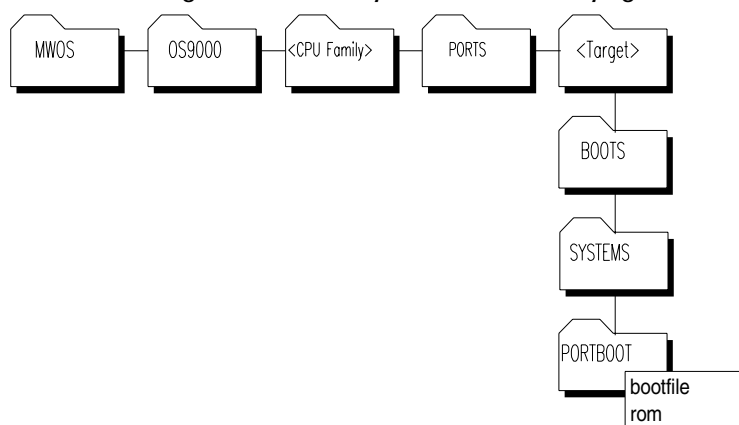 MWOS
OS9000
<CPU Family>
PORTS
<Target>
BOOTS
SYSTEMS
PORTBOOT
bootfile
rom